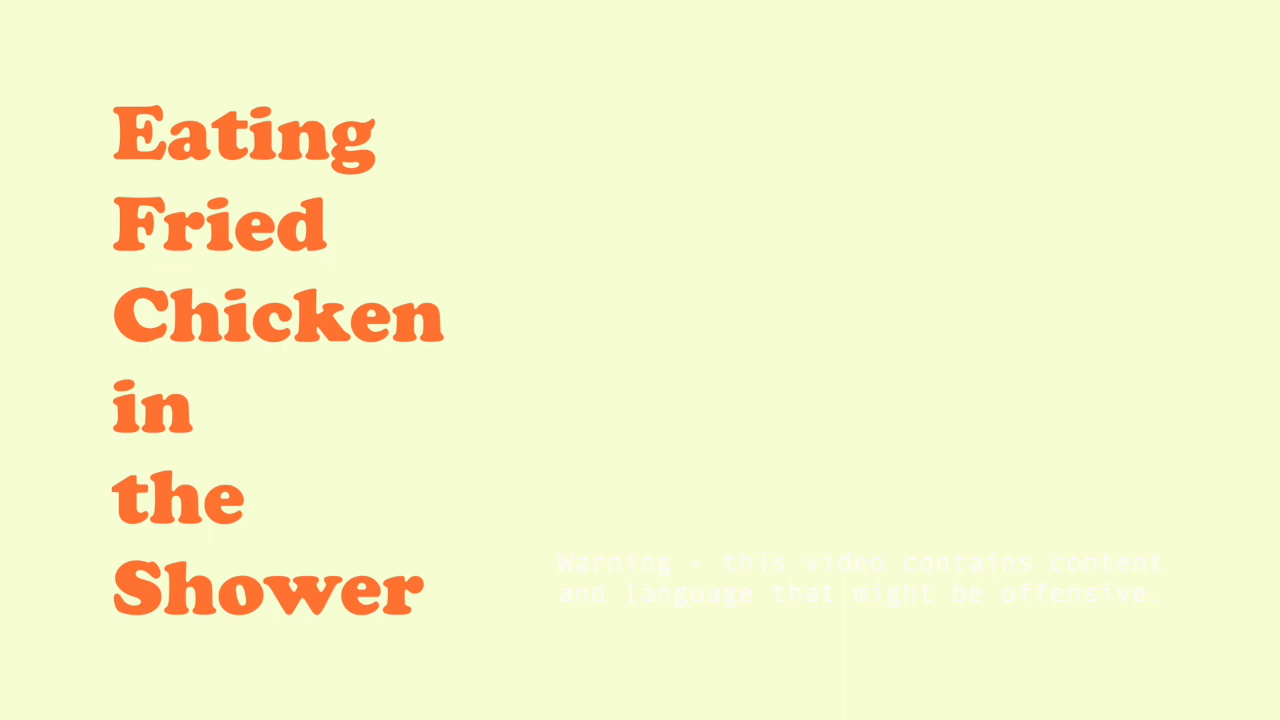 Eating
Fried
Chicken
in
the
Shower
Warning - this video contains content
and language that might be offensive.